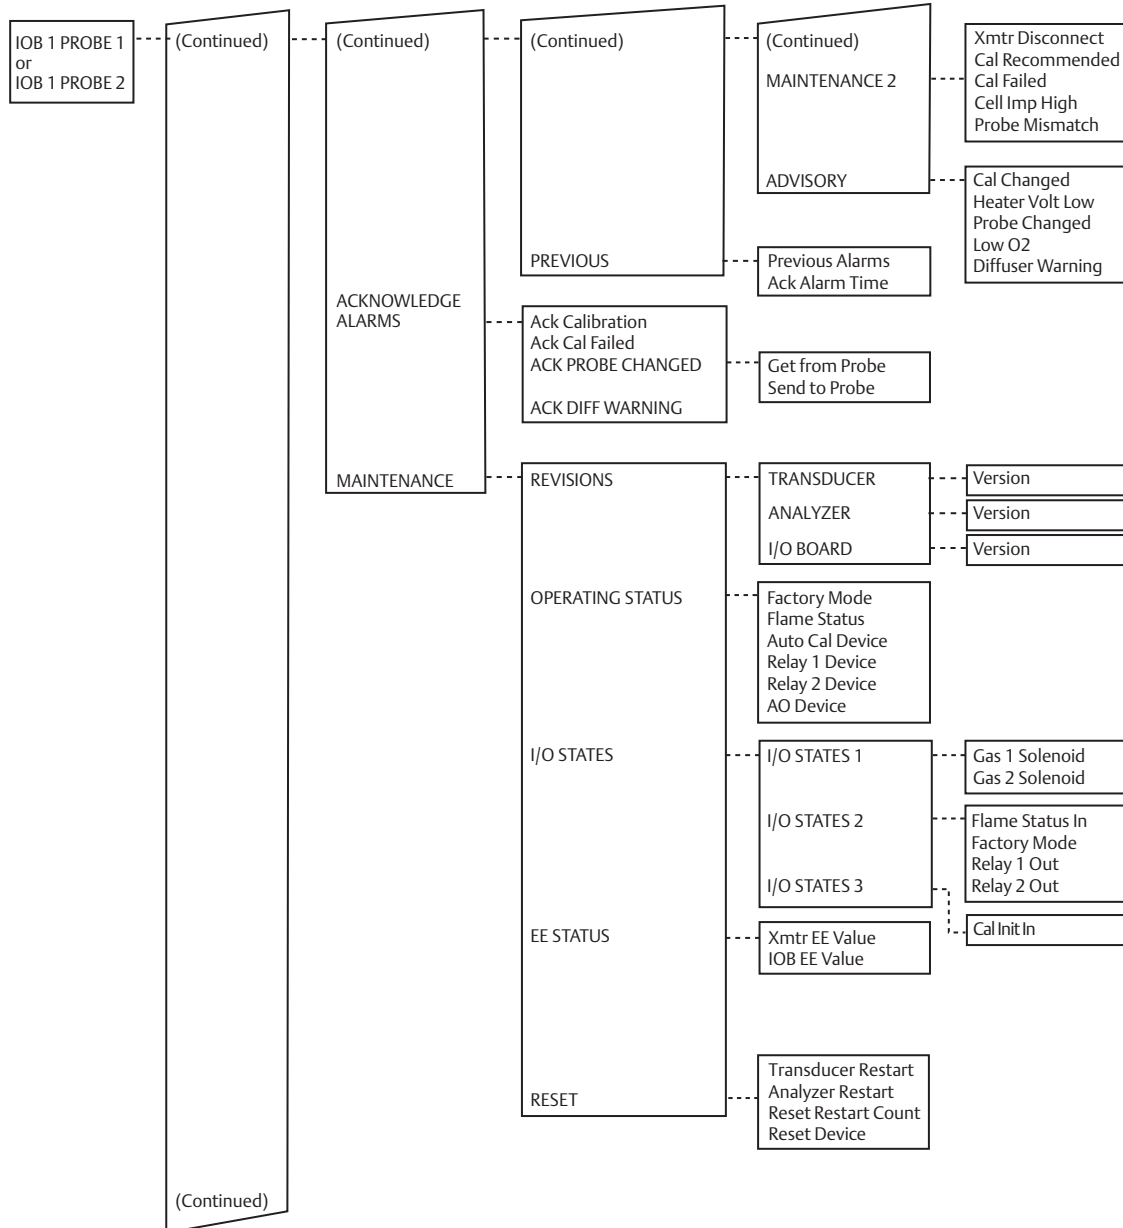 IOB 1 PROBE 1
or
IOB 1 PROBE 2
(Continued)
(Continued)
(Continued)
(Continued)
(Continued)
MAINTENANCE 2
Xmtr Disconnect
Cal Recommended
Cal Failed
Cell Imp High
Probe Mismatch
ADVISORY
Cal Changed
Heater Volt Low
Probe Changed
Low O2
Diffuser Warning
PREVIOUS
Previous Alarms
Ack Alarm Time
ACKNOWLEDGE
ALARMS
Ack Calibration
Ack Cal Failed
ACK PROBE CHANGED
ACK DIFF WARNING
Get from Probe
Send to Probe
MAINTENANCE
REVISIONS
TRANSDUCER
Version
ANALYZER
Version
I/O BOARD
Version
OPERATING STATUS
Factory Mode
Flame Status
Auto Cal Device
Relay 1 Device
Relay 2 Device
AO Device
I/O STATES
I/O STATES 1
Gas 1 Solenoid
Gas 2 Solenoid
I/O STATES 2
Flame Status In
Factory Mode
Relay 1 Out
Relay 2 Out
I/O STATES 3
Cal Init In
EE STATUS
Xmtr EE Value
IOB EE Value
RESET
Transducer Restart
Analyzer Restart
Reset Restart Count
Reset Device